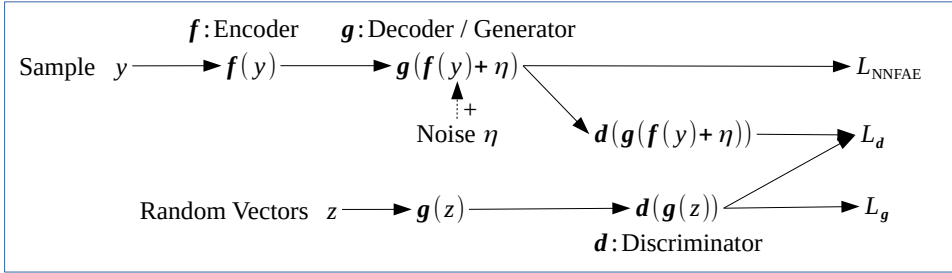 f : Encoder g : Decoder / Generator
Sample y f(y) g(f(y)+ η) L_NNFAE
+
Noise η d(g(f(y)+ η)) L_d
Random Vectors z g(z) d(g(z)) L_g
d : Discriminator